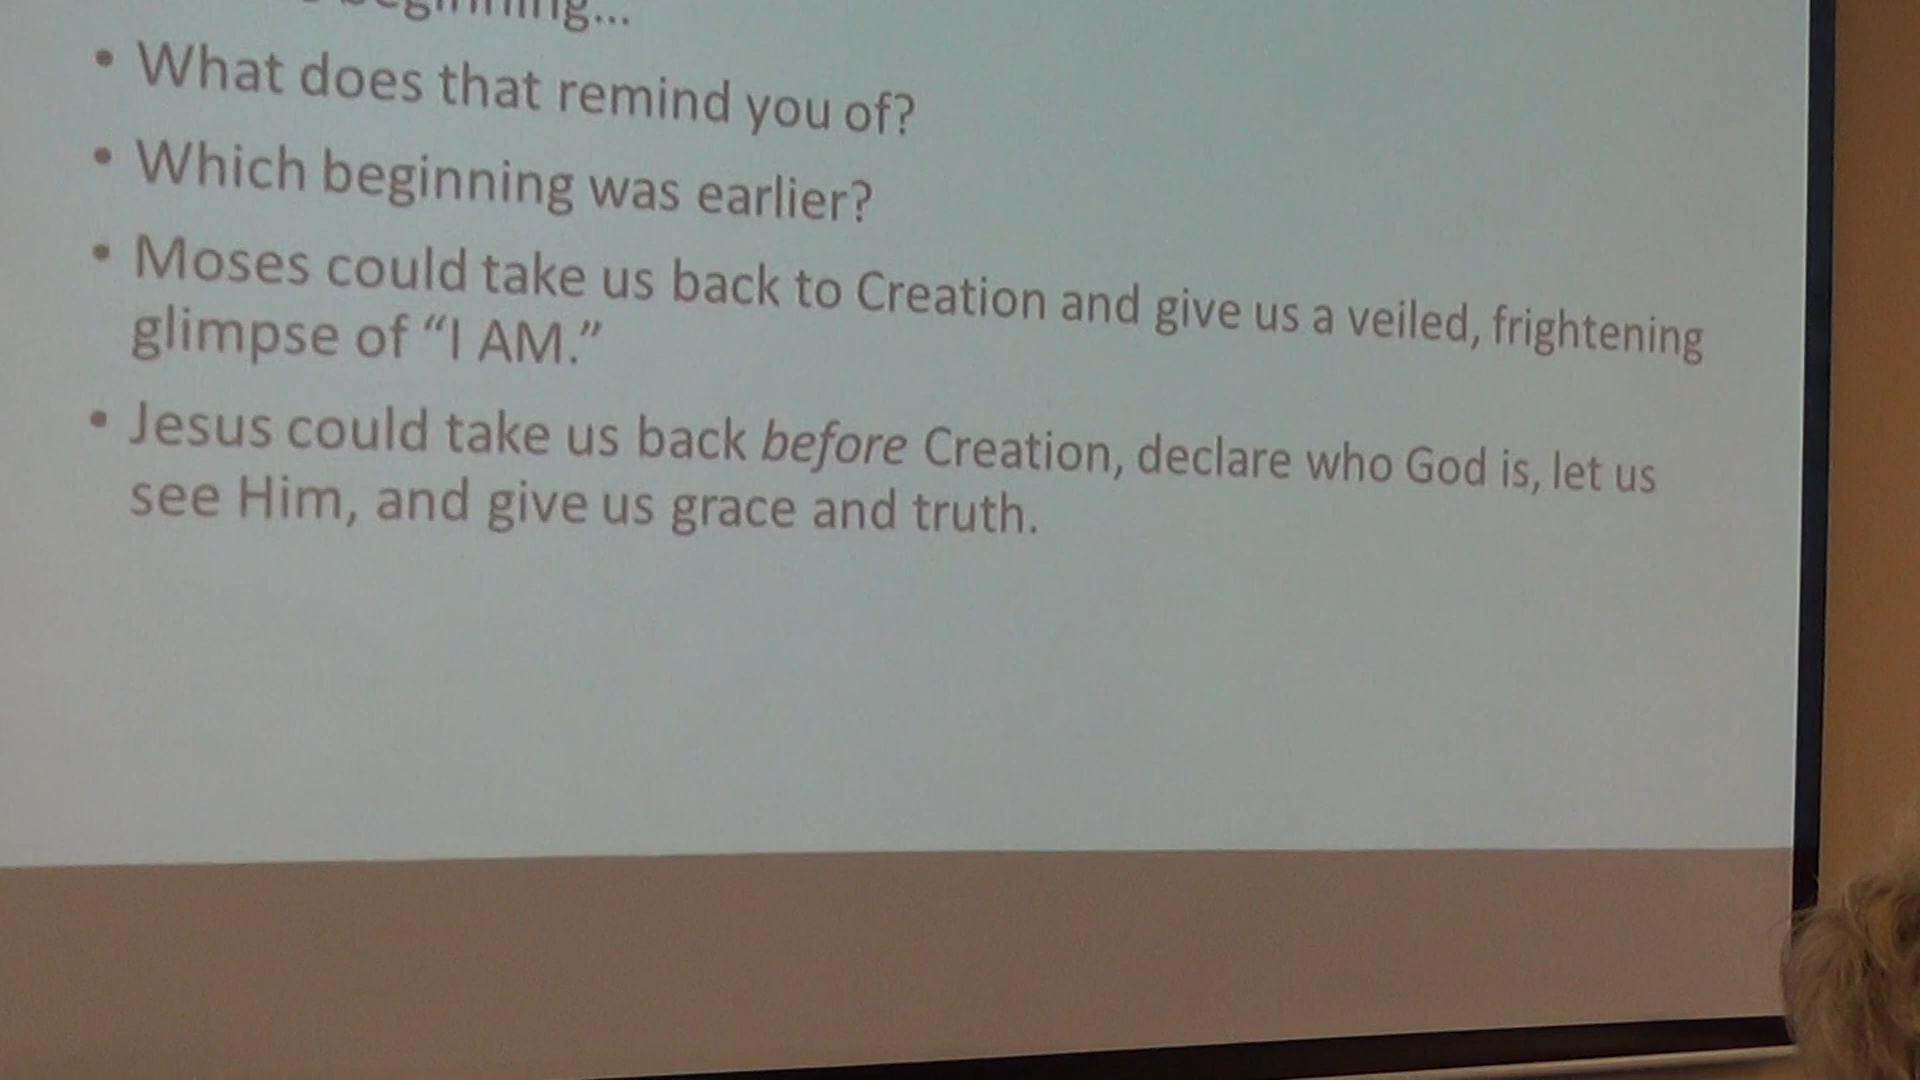 beginning...
• What does that remind you of?
• Which beginning was earlier?
• Moses could take us back to Creation and give us a veiled, frightening
glimpse of “I AM.”
• Jesus could take us back before Creation, declare who God is, let us
see Him, and give us grace and truth.